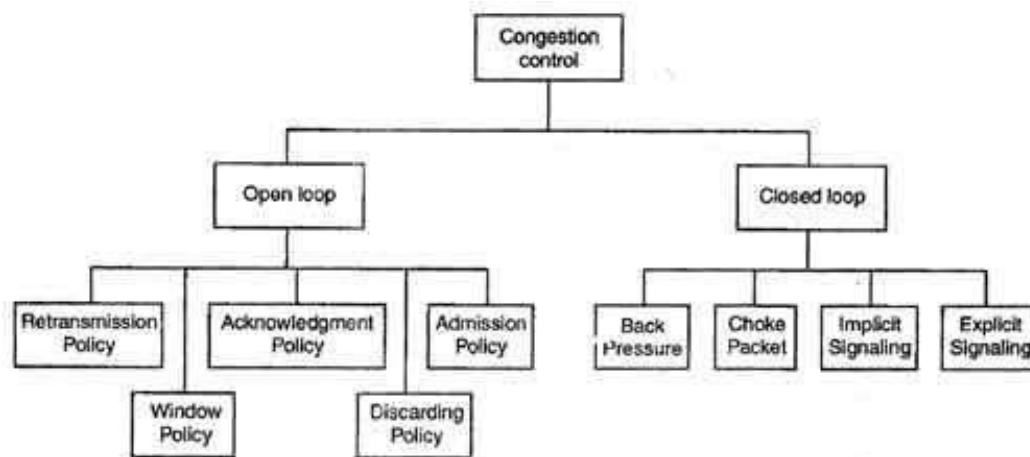 Congestion
control
Open loop
Closed loop
Retransmission
Policy
Acknowledgment
Policy
Admission
Policy
Back
Pressure
Choke
Packet
Implicit
Signaling
Explicit
Signaling
Window
Policy
Discarding
Policy